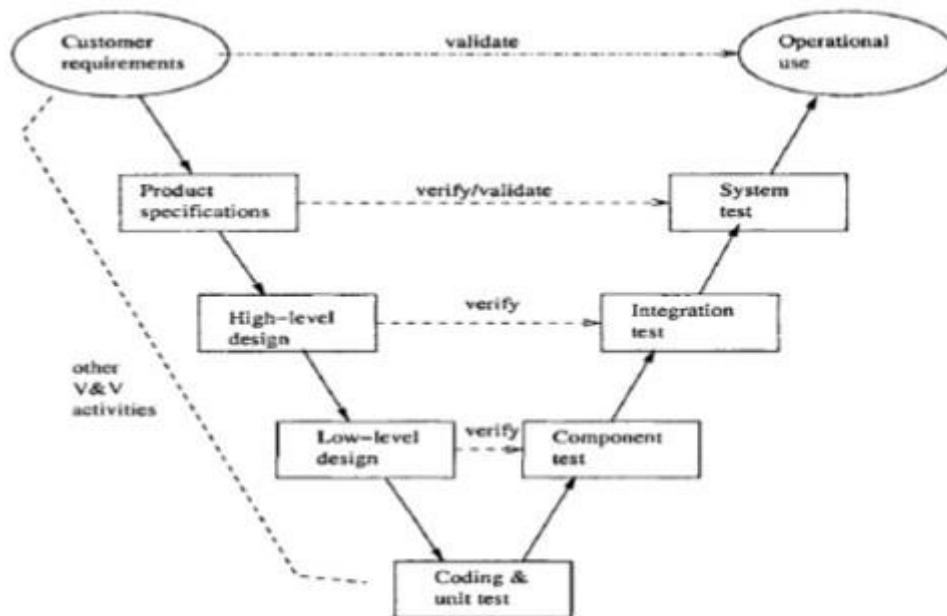 Customer
requirements
validate
Operational
use
Product
specifications
verify/validate
System
test
High-level
design
verify
Integration
test
other
V&V
activities
Low-level
design
verify
Component
test
Coding &
unit test